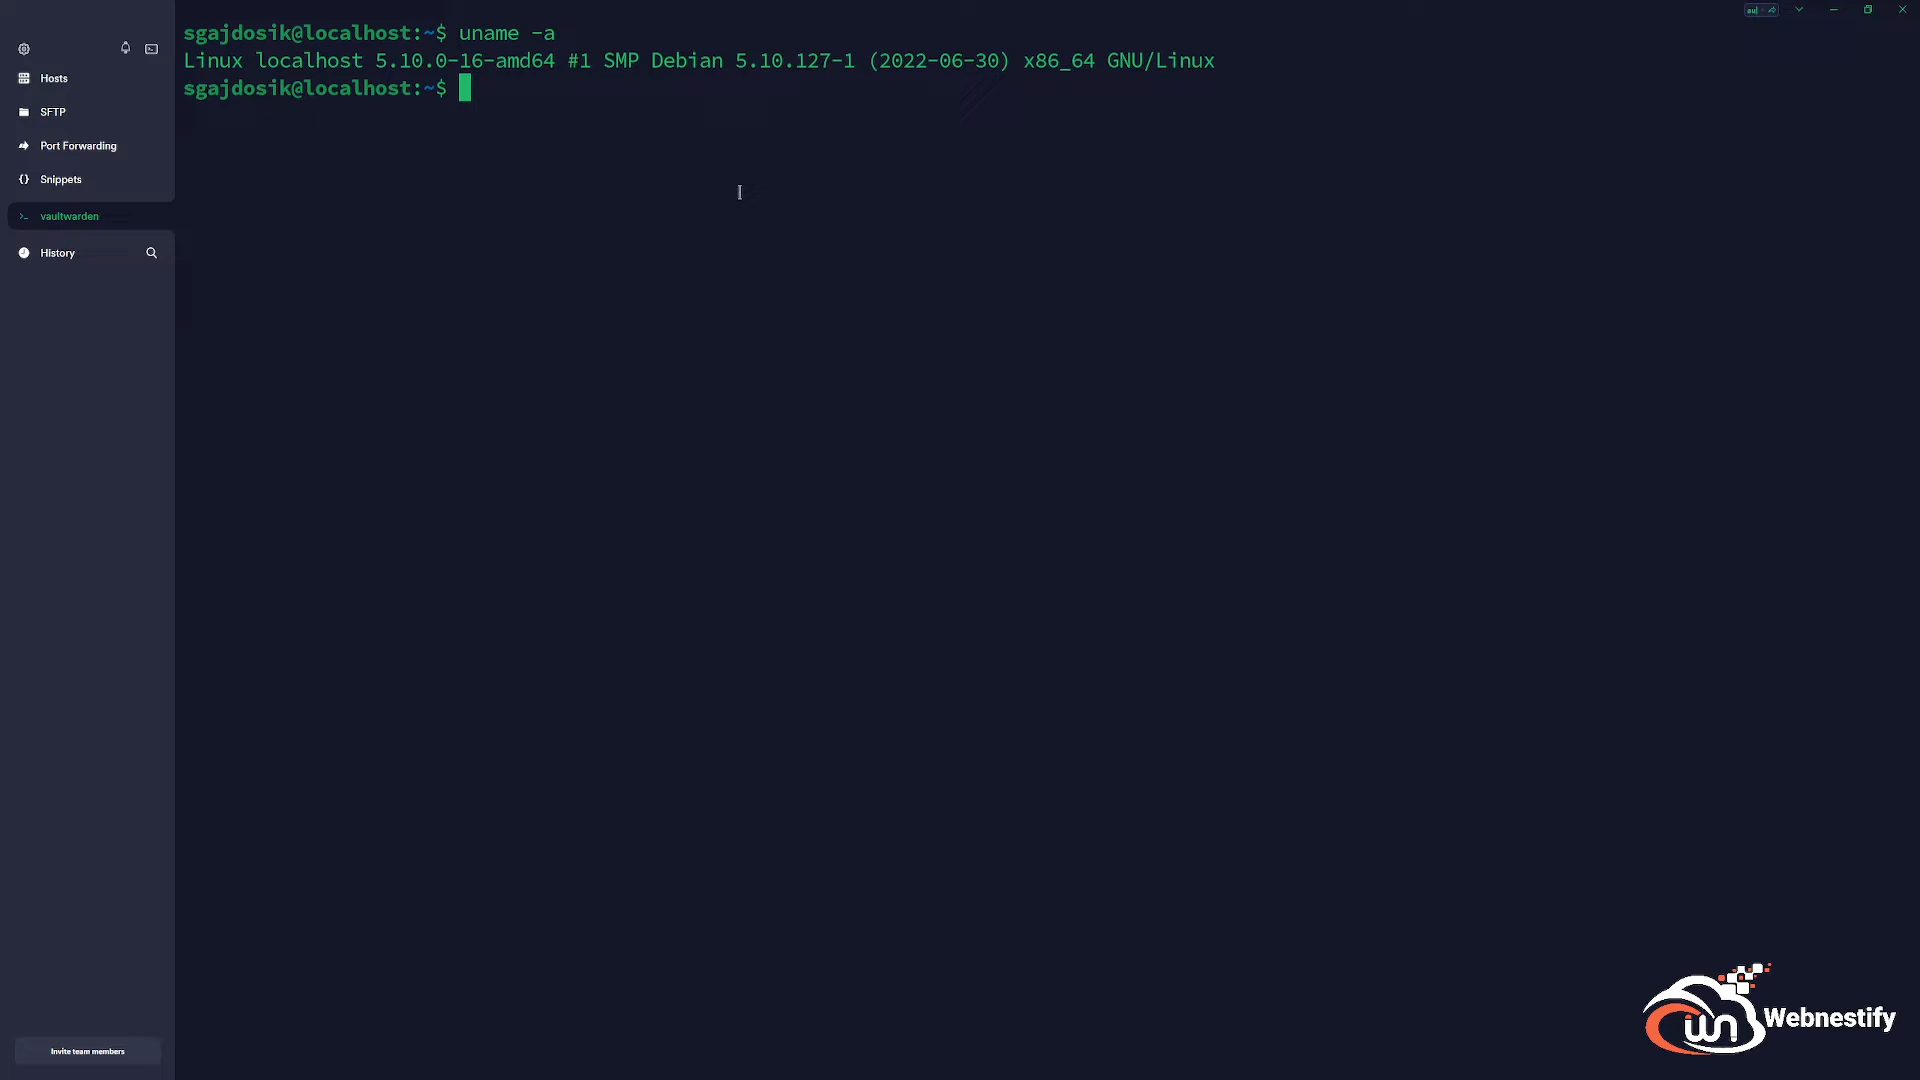 Hosts
SFTP
Port Forwarding
Snippets
vaultwarden
History
Invite team members
sgajdosik@localhost:~$ uname -a
Linux localhost 5.10.0-16-amd64 #1 SMP Debian 5.10.127-1 (2022-06-30) x86_64 GNU/Linux
sgajdosik@localhost:~$
Webnestify